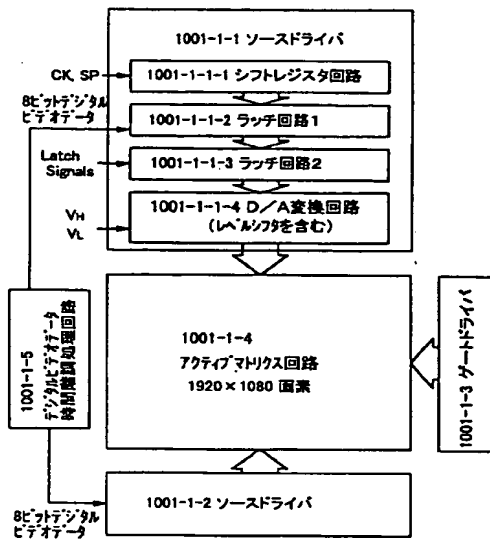 1001-1-1 ソースドライバ
CK, SP
1001-1-1-1 シフトレジスタ回路
8ビットデジタル
ビデオデータ
1001-1-1-2 ラッチ回路1
Latch
Signals
1001-1-1-3 ラッチ回路2
1001-1-1-4 D/A変換回路
(レベルシフタを含む)
VH
VL
1001-1-5
デジタルビデオデータ
時間階調処理回路
1001-1-4
アクティブマトリクス回路
1920×1080 画素
1001-1-3 ゲートドライバ
1001-1-2 ソースドライバ
8ビットデジタル
ビデオデータ